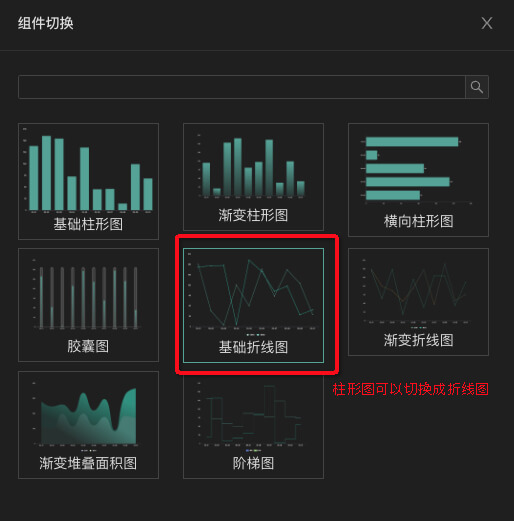 组件切换
基础柱形图
渐变柱形图
横向柱形图
胶囊图
基础折线图
渐变折线图
柱形图可以切换成折线图
渐变堆叠面积图
阶梯图